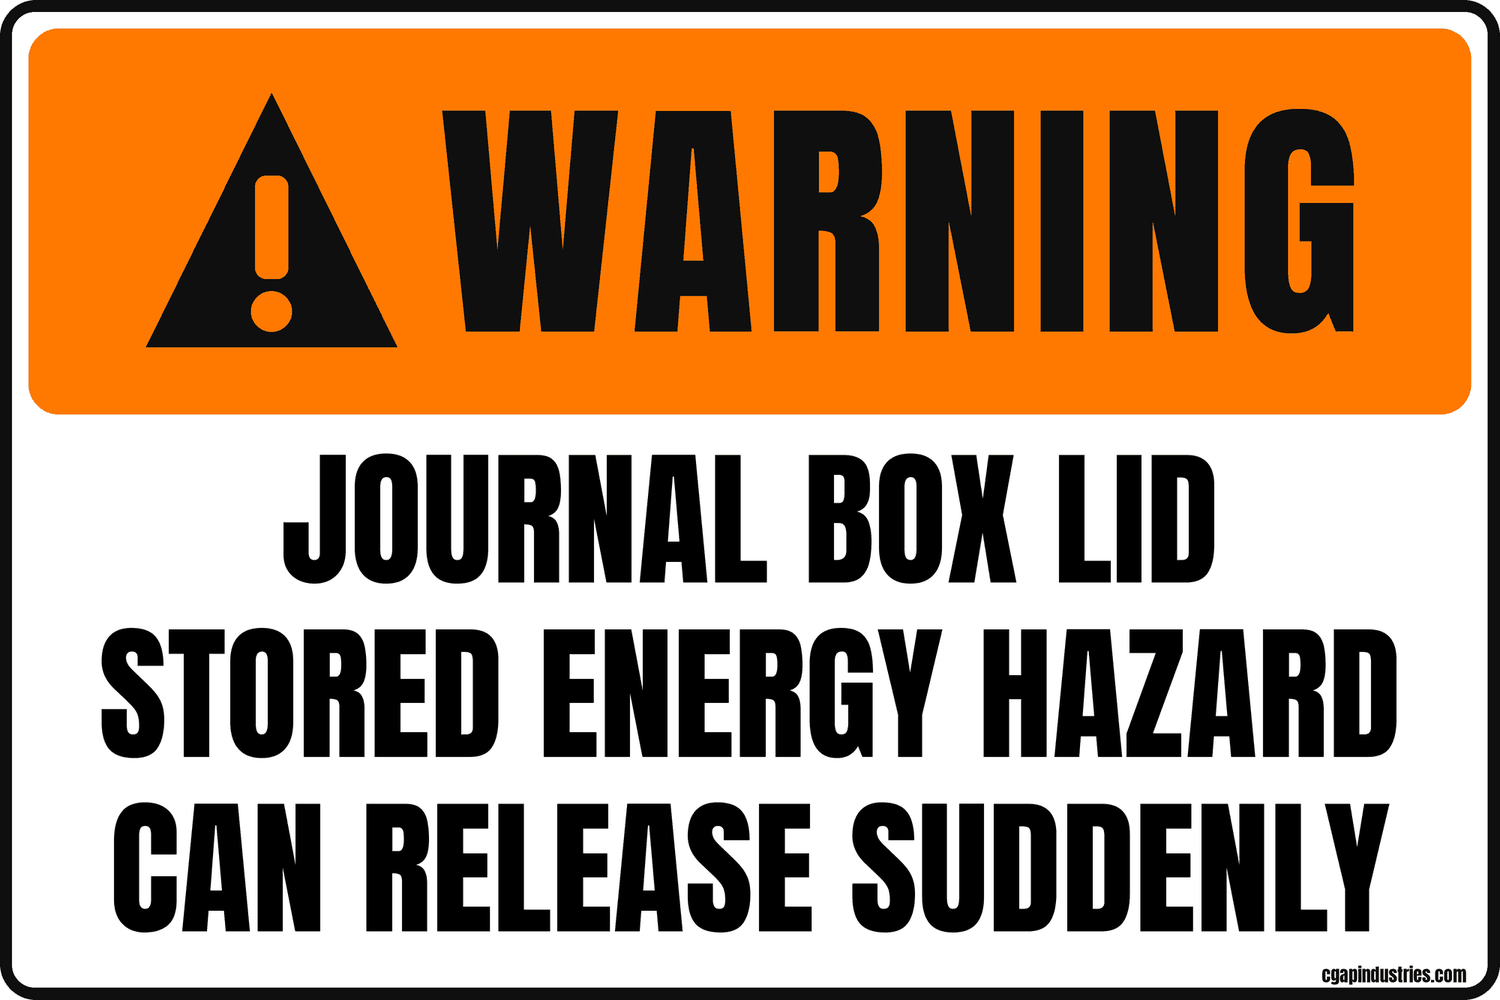 WARNING
JOURNAL BOX LID
STORED ENERGY HAZARD
CAN RELEASE SUDDENLY
cgapindustries.com